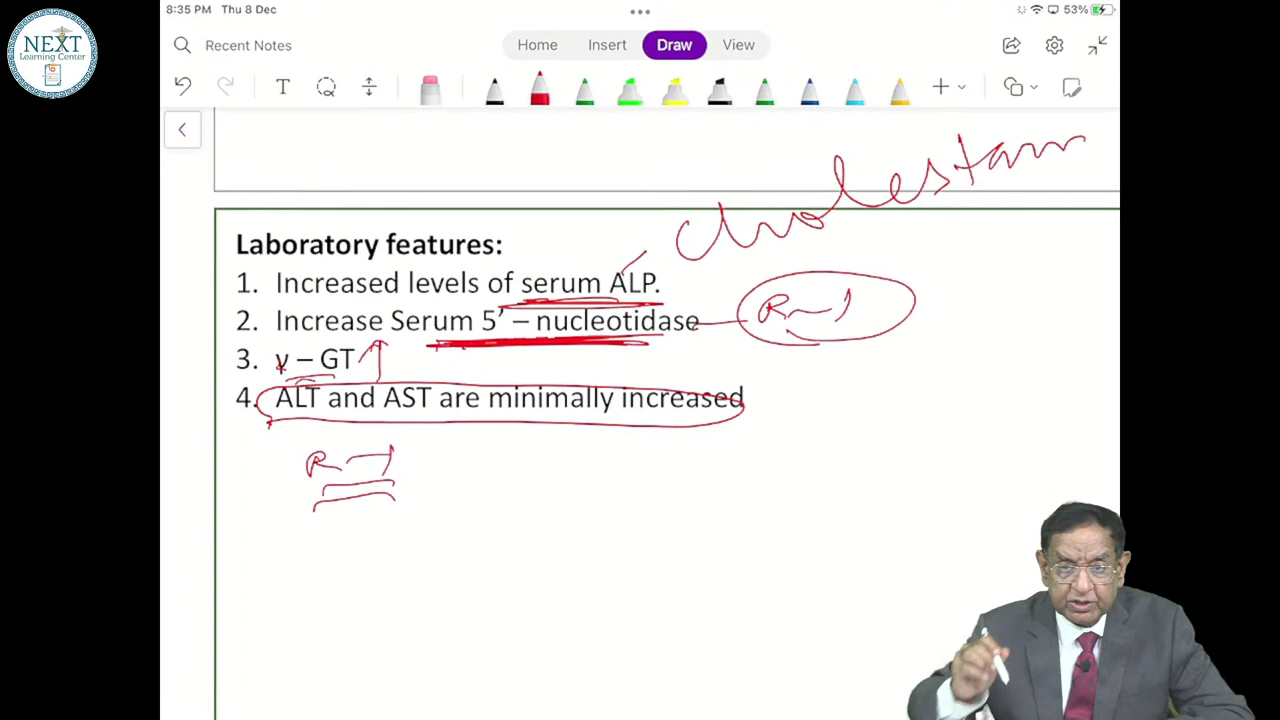 8:35 PM Thu 8 Dec
53%
NEXT
Learning Center
Recent Notes
Home Insert Draw View
T
Laboratory features:
1. Increased levels of serum ALP.
2. Increase Serum 5’ – nucleotidase
3. γ – GT
4. ALT and AST are minimally increased